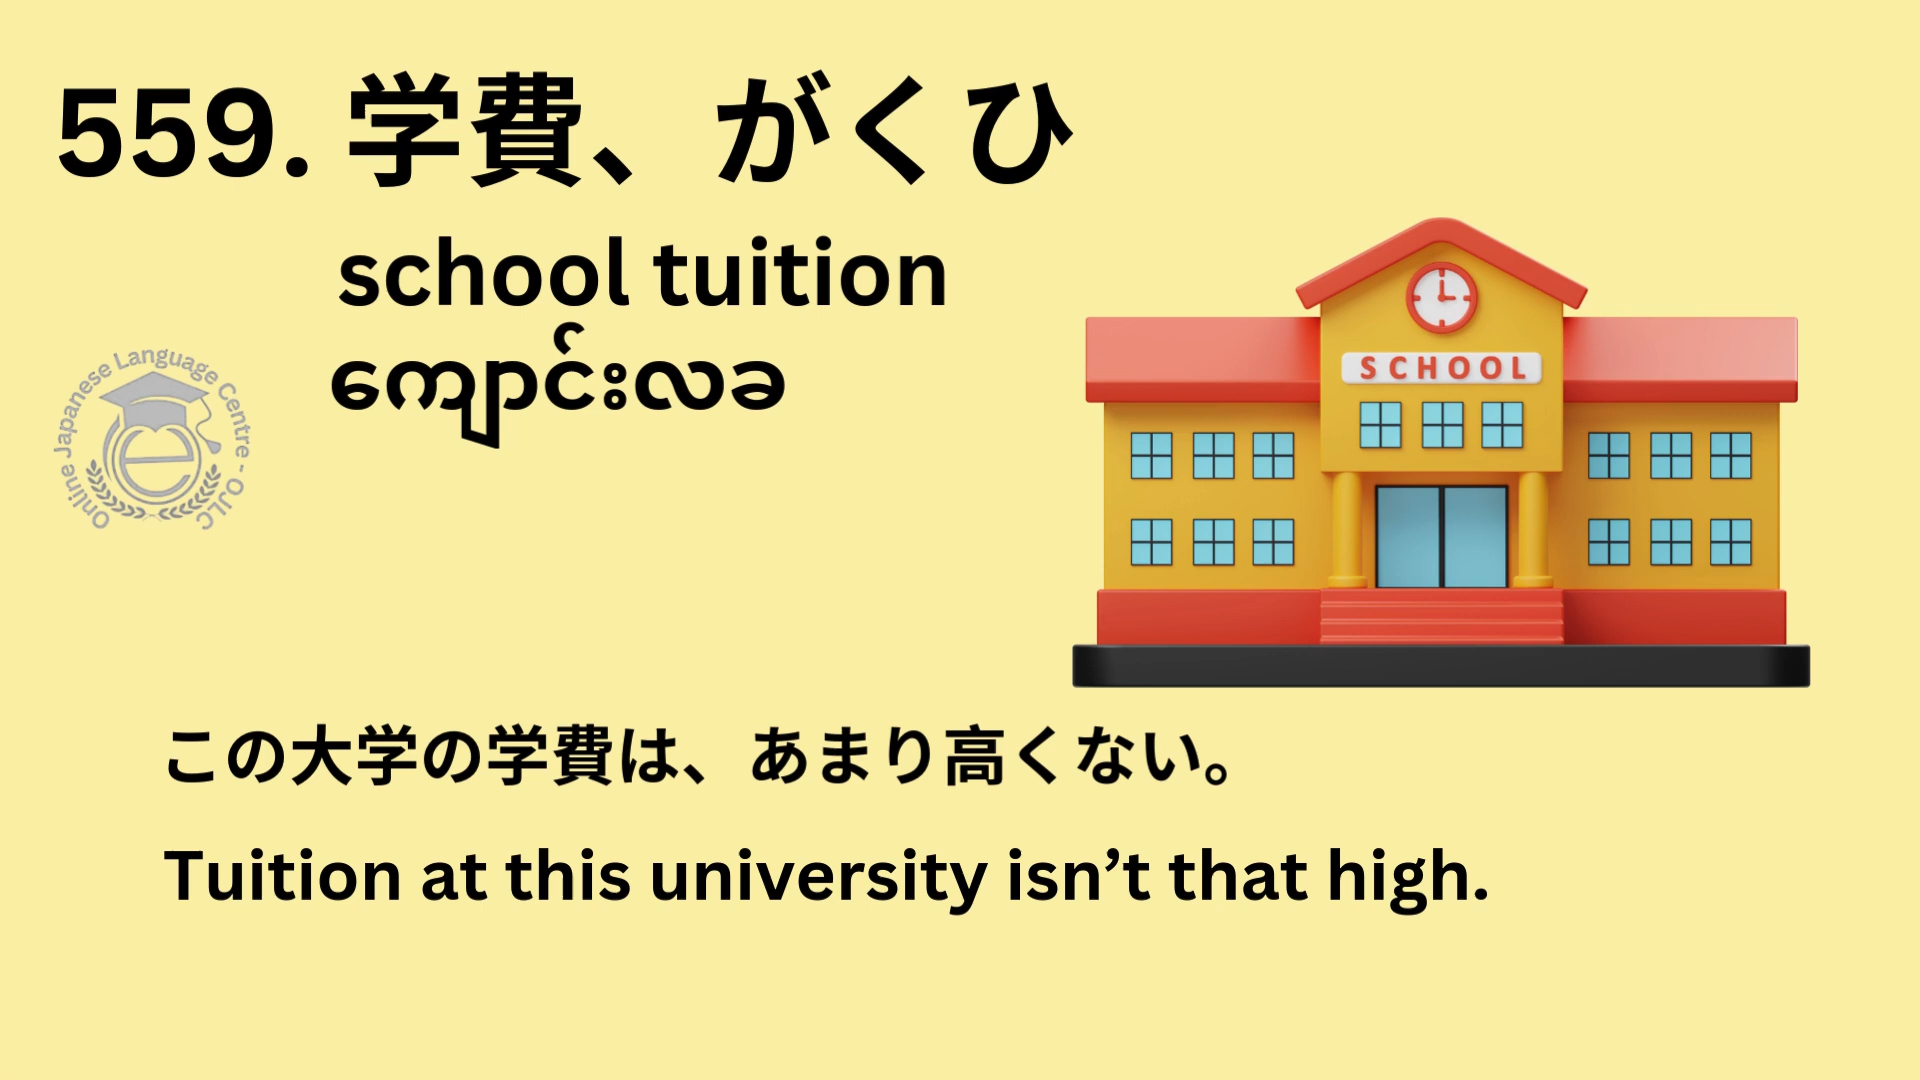 559. 学費、がくひ
school tuition
ကျောင်းလခ
Online Japanese Language Centre - OJLC
SCHOOL
この大学の学費は、あまり高くない。
Tuition at this university isn’t that high.